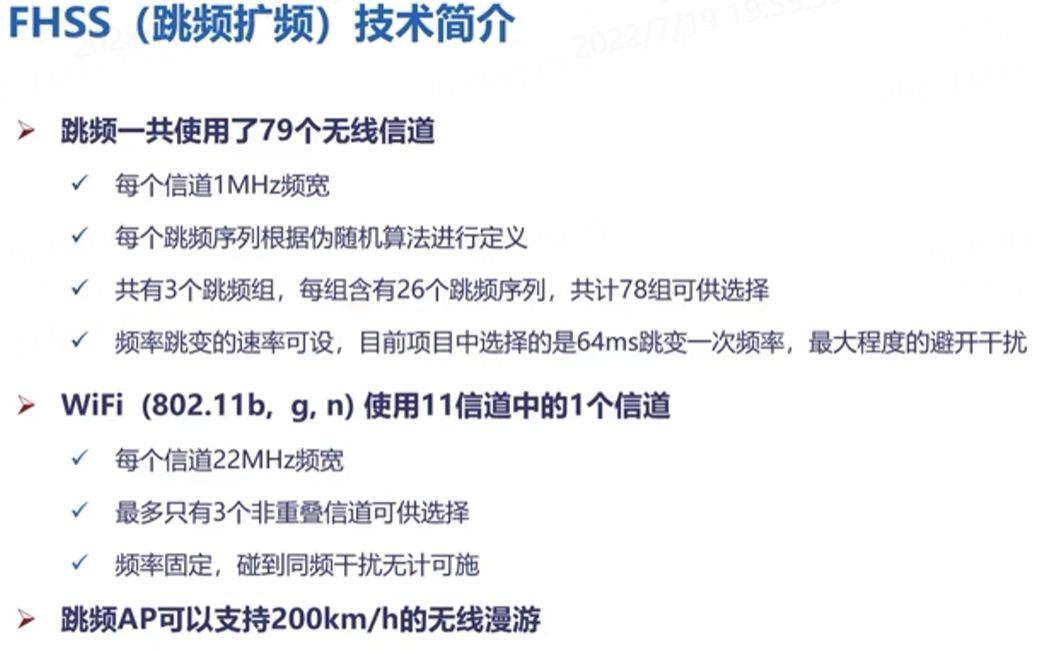 FHSS（跳频扩频）技术简介
2022/7/19 19:55:55
跳频一共使用了79个无线信道
每个信道1MHz频宽
每个跳频序列根据伪随机算法进行定义
共有3个跳频组，每组含有26个跳频序列，共计78组可供选择
频率跳变的速率可设，目前项目中选择的是64ms跳变一次频率，最大程度的避开干扰
WiFi（802.11b，g, n) 使用11信道中的1个信道
每个信道22MHz频宽
最多只有3个非重叠信道可供选择
频率固定，碰到同频干扰无计可施
跳频AP可以支持200km/h的无线漫游